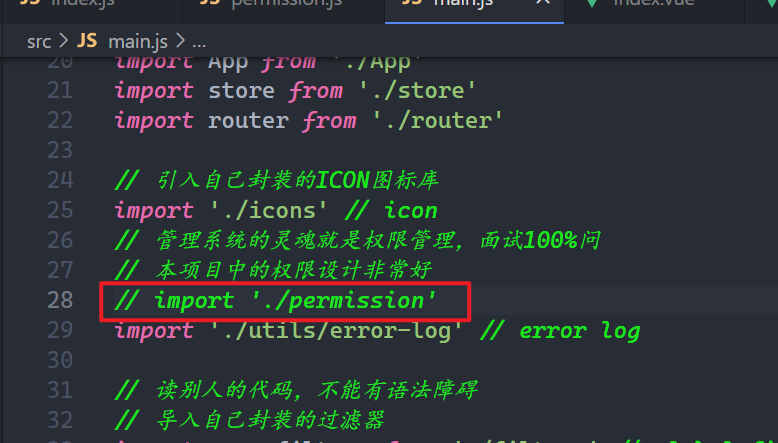 JS index.js JS permission.js JS main.js index.vue
src > JS main.js > ...
20 import App from './App'
21 import store from './store'
22 import router from './router'
23
24 // 引入自己封装的ICON图标库
25 import './icons' // icon
26 // 管理系统的灵魂就是权限管理，面试100%问
27 // 本项目中的权限设计非常好
28 // import './permission'
29 import './utils/error-log' // error log
30
31 // 读别人的代码，不能有语法障碍
32 // 导入自己封装的过滤器